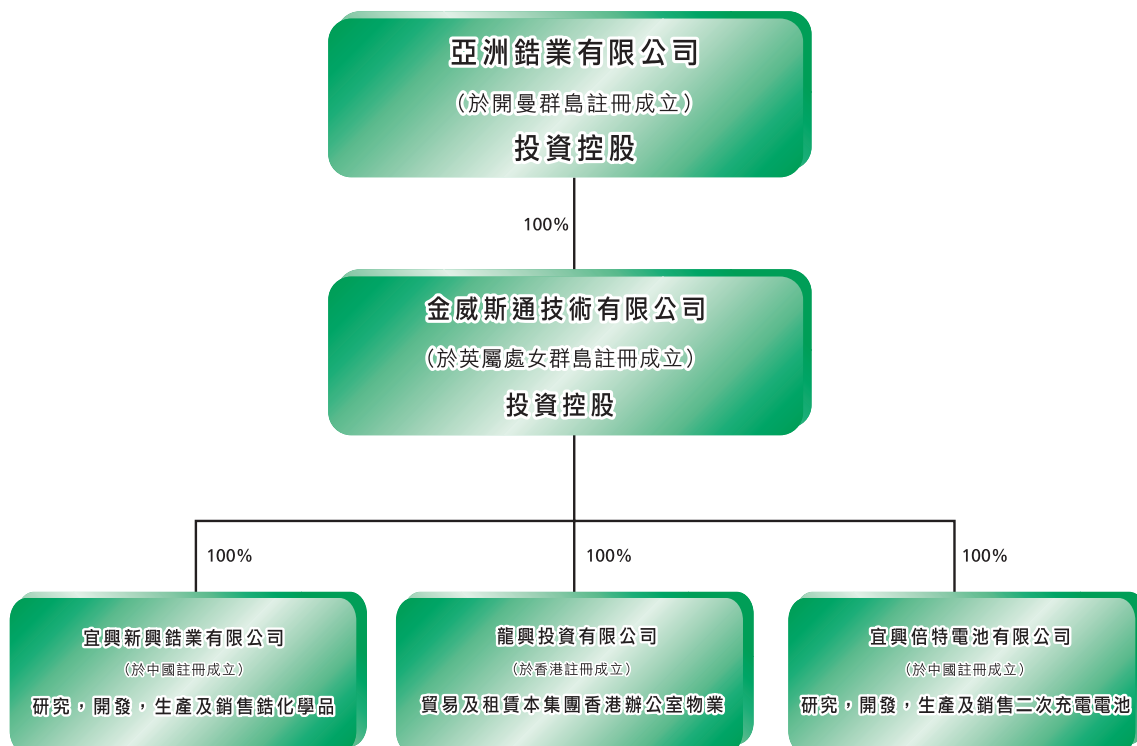 亞洲鋯業有限公司
（於開曼群島註冊成立）
投資控股
100%
金威斯通技術有限公司
（於英屬處女群島註冊成立）
投資控股
100%
100%
100%
宜興新興鋯業有限公司
（於中國註冊成立）
研究，開發，生產及銷售鋯化學品
龍興投資有限公司
（於香港註冊成立）
貿易及租賃本集團香港辦公室物業
宜興倍特電池有限公司
（於中國註冊成立）
研究，開發，生產及銷售二次充電電池